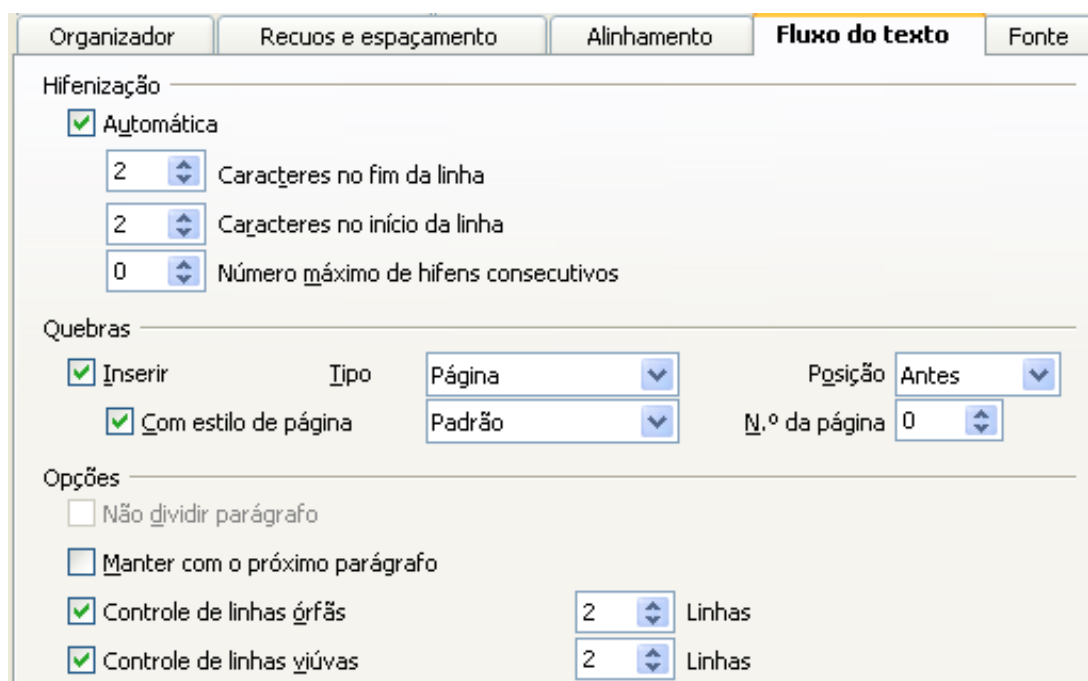 Organizador Recuos e espaçamento Alinhamento Fluxo do texto Fonte
Hifenização
Automática
2 Caracteres no fim da linha
2 Caracteres no início da linha
0 Número máximo de hifens consecutivos
Quebras
Inserir Tipo Página Posição Antes
Com estilo de página Padrão N.º da página 0
Opções
Não dividir parágrafo
Manter com o próximo parágrafo
Controle de linhas órfãs 2 Linhas
Controle de linhas viúvas 2 Linhas